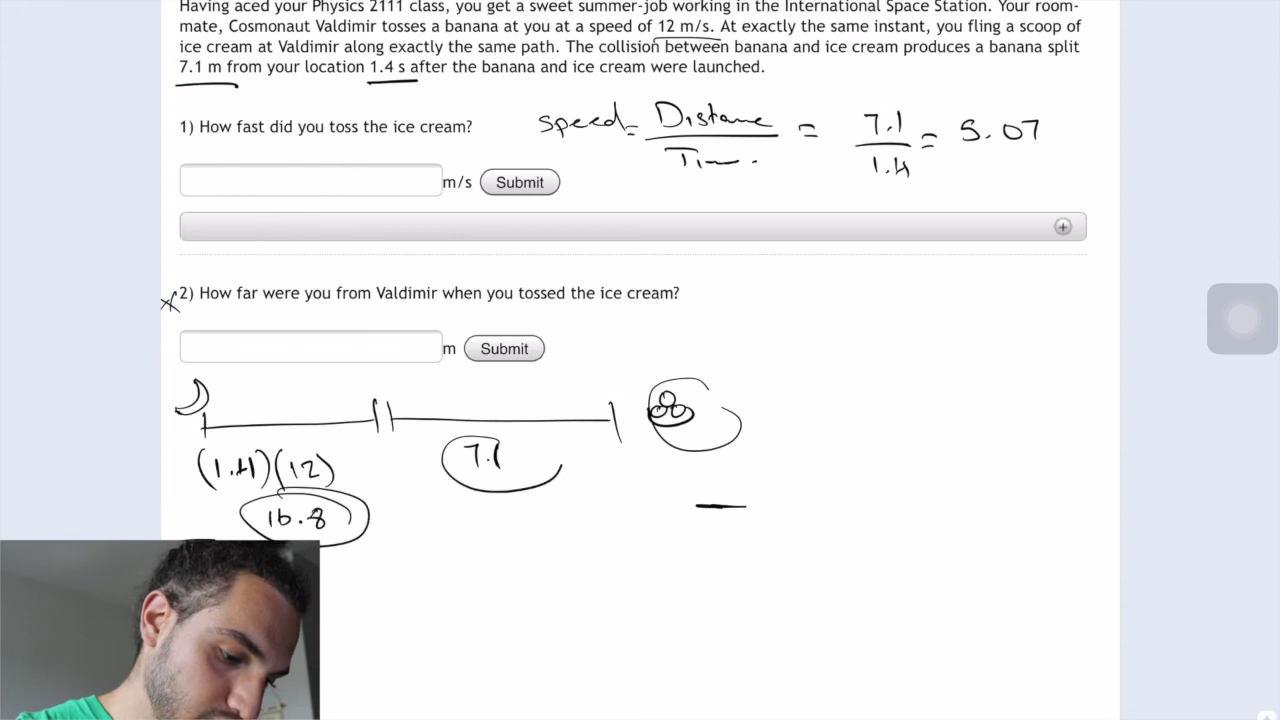 Having aced your Physics 2111 class, you get a sweet summer-job working in the International Space Station. Your room-
mate, Cosmonaut Valdimir tosses a banana at you at a speed of 12 m/s. At exactly the same instant, you fling a scoop of
ice cream at Valdimir along exactly the same path. The collision between banana and ice cream produces a banana split
7.1 m from your location 1.4 s after the banana and ice cream were launched.
1) How fast did you toss the ice cream?
speed = Distance / Time = 7.1 / 1.4 = 5.07
m/s Submit
2) How far were you from Valdimir when you tossed the ice cream?
m Submit
(1.4)(12)
7.1
16.8